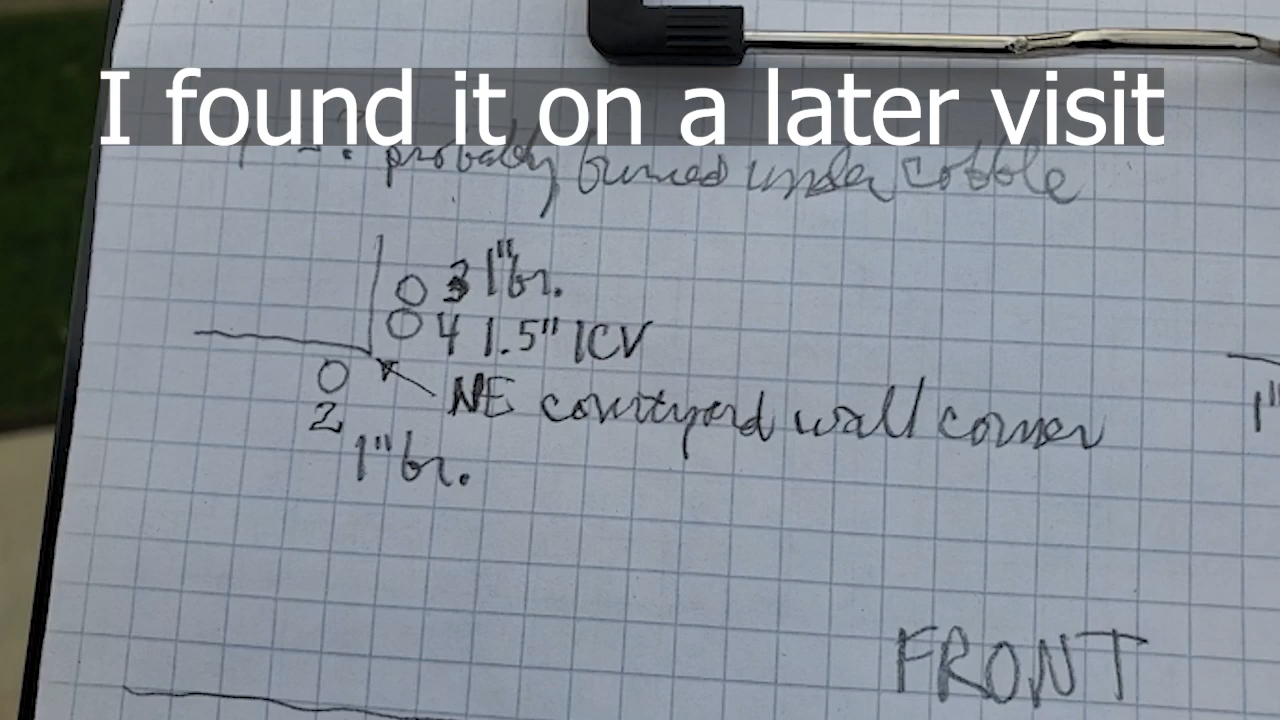 I found it on a later visit
? probably buried under cobble
3 1" br.
4 1.5" ICV
2
1" br.
NE courtyard wall corner
1"
FRONT